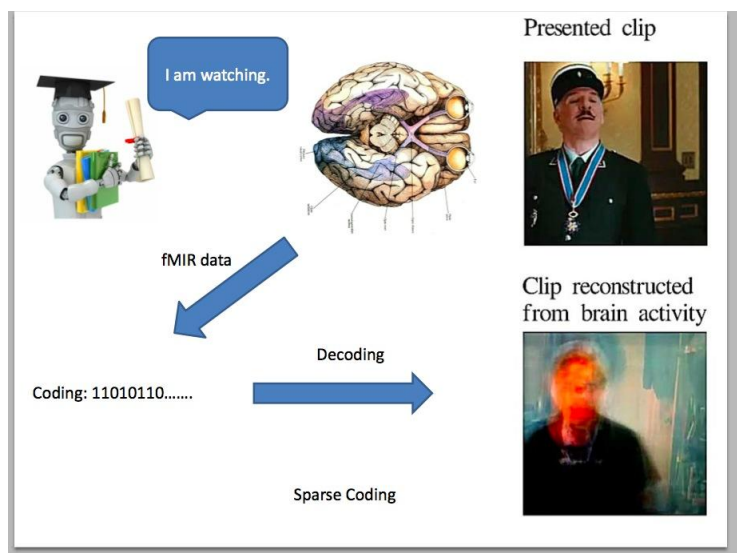 Presented clip
I am watching.
fMIR data
Clip reconstructed
from brain activity
Decoding
Coding: 11010110.......
Sparse Coding